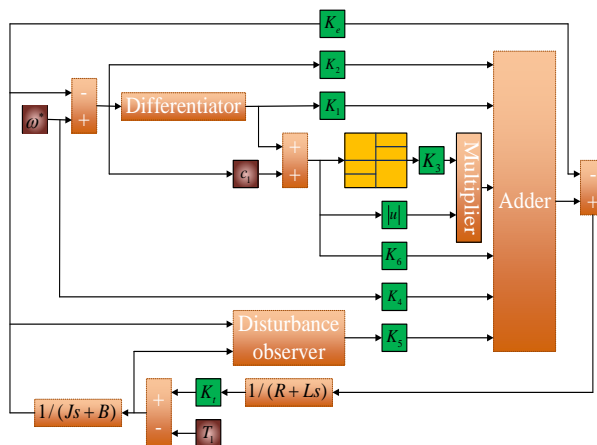 K_e
K_2
-
+
ω*
Differentiator
K_1
+
+
c_1
K_3
Multiplier
Adder
-
+
|u|
K_6
K_4
Disturbance
observer
K_5
1/(Js+B)
+
-
K_t
1/(R+Ls)
T_l